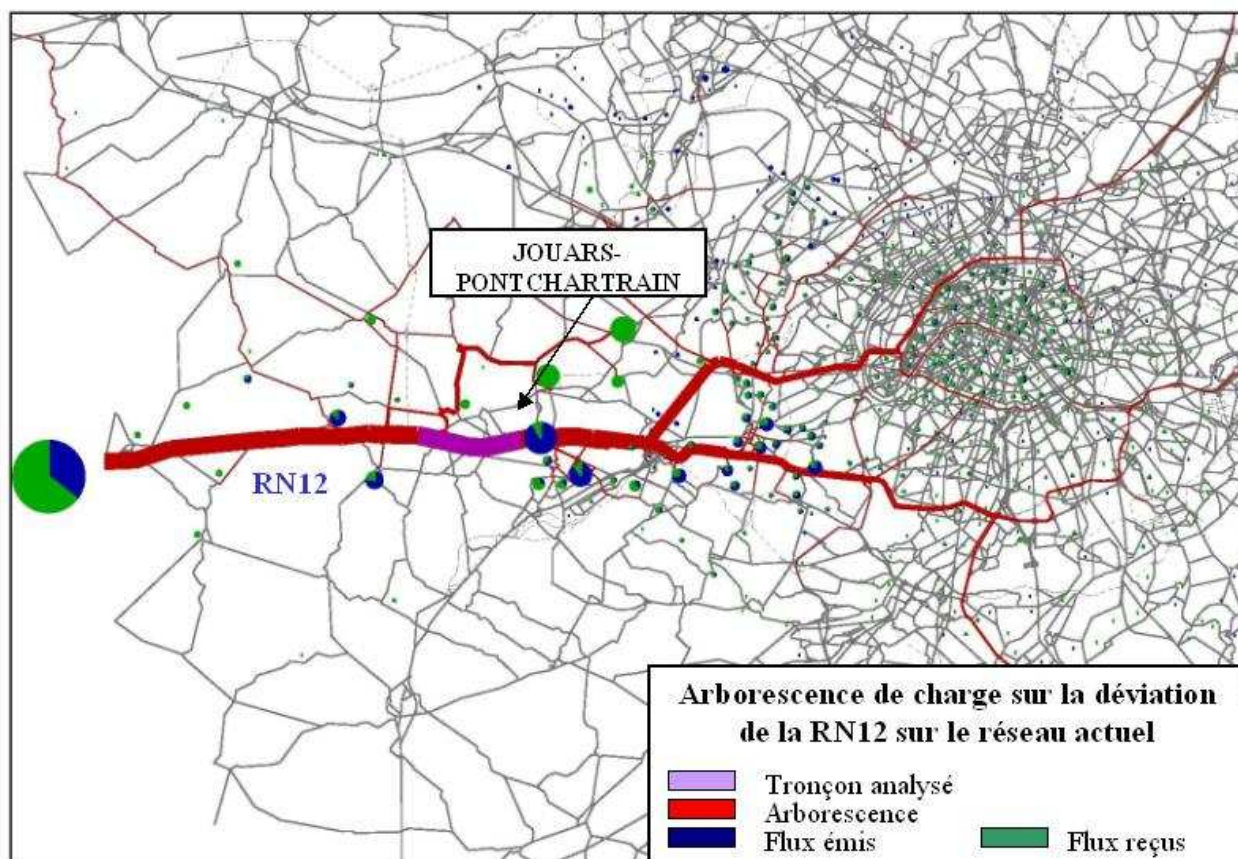 JOUARS-
PONTCHARTRAIN
RN12
Arborescence de charge sur la déviation
de la RN12 sur le réseau actuel
Tronçon analysé
Arborescence
Flux émis
Flux reçus